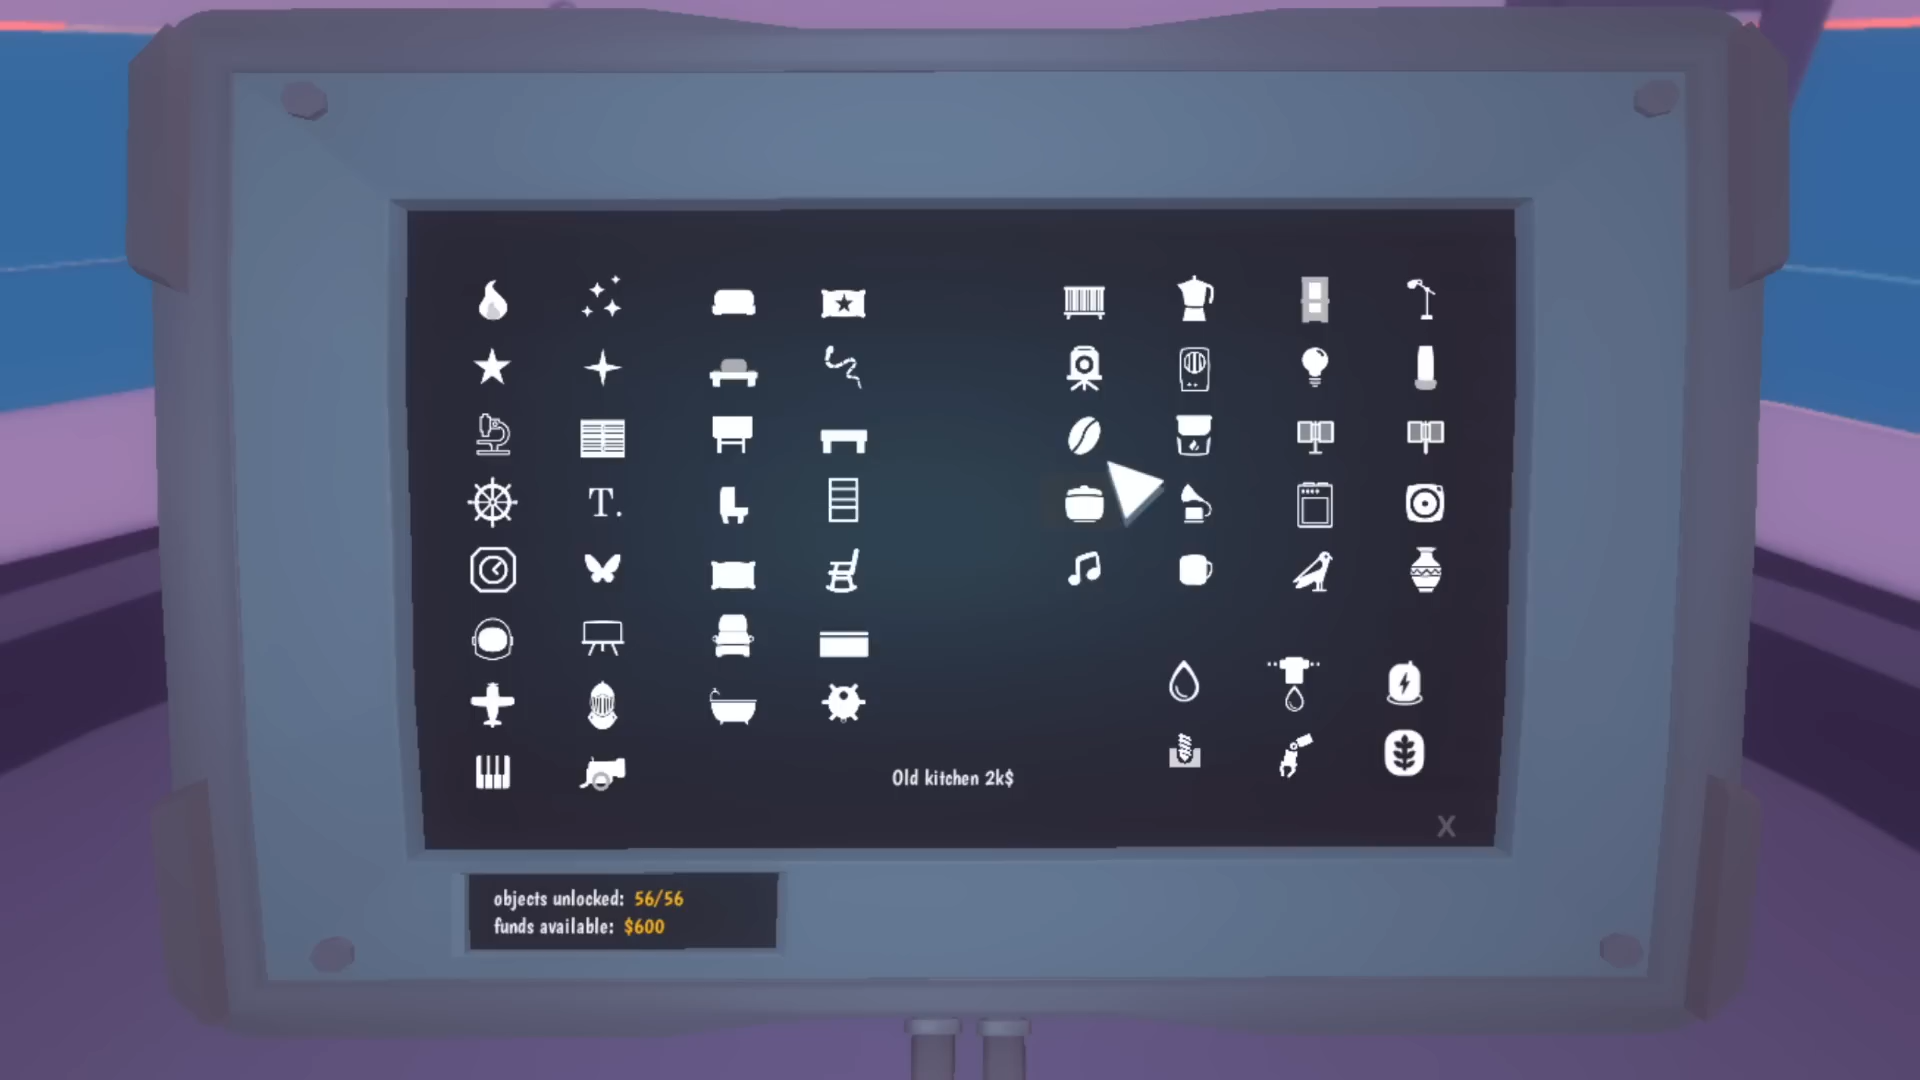 T.
Old kitchen 2k$
X
objects unlocked: 56/56
funds available: $600